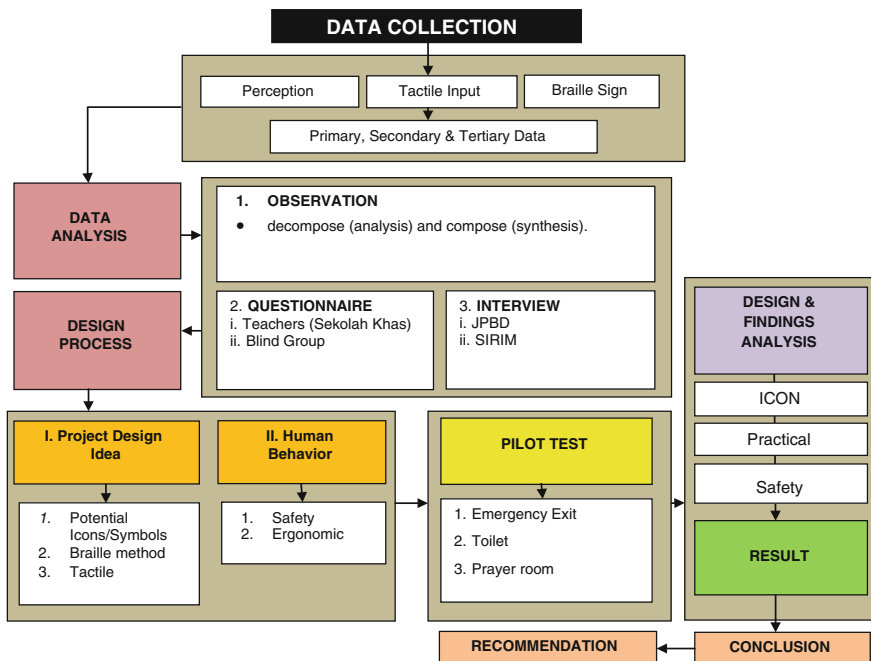 DATA COLLECTION
Perception
Tactile Input
Braille Sign
Primary, Secondary & Tertiary Data
DATA
ANALYSIS
1. OBSERVATION
• decompose (analysis) and compose (synthesis).
DESIGN
PROCESS
2. QUESTIONNAIRE
i. Teachers (Sekolah Khas)
ii. Blind Group
3. INTERVIEW
i. JPBD
ii. SIRIM
I. Project Design
Idea
1. Potential
Icons/Symbols
2. Braille method
3. Tactile
II. Human
Behavior
1. Safety
2. Ergonomic
PILOT TEST
1. Emergency Exit
2. Toilet
3. Prayer room
DESIGN &
FINDINGS
ANALYSIS
ICON
Practical
Safety
RESULT
CONCLUSION
RECOMMENDATION